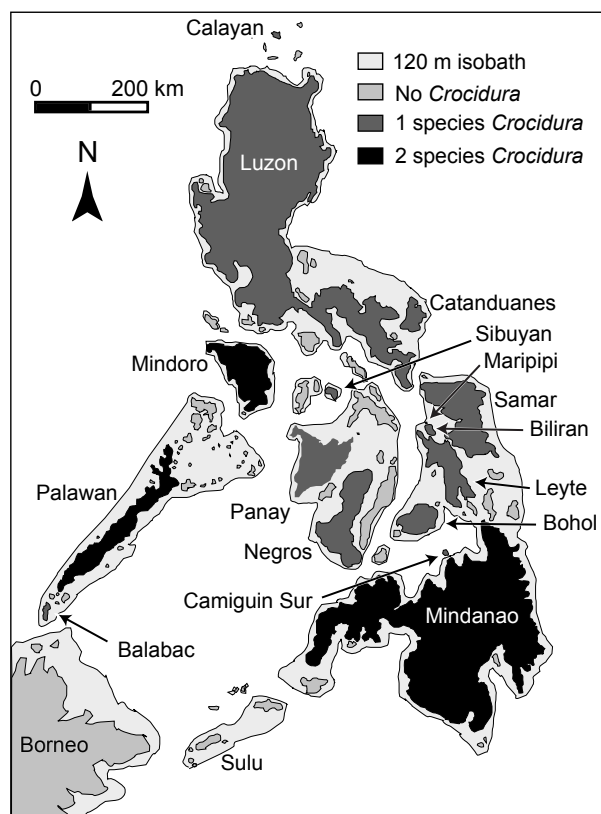 Calayan
0 200 km
N
120 m isobath
No Crocidura
1 species Crocidura
2 species Crocidura
Luzon
Catanduanes
Sibuyan
Maripipi
Mindoro
Samar
Biliran
Palawan
Leyte
Panay
Bohol
Negros
Camiguin Sur
Mindanao
Balabac
Borneo
Sulu